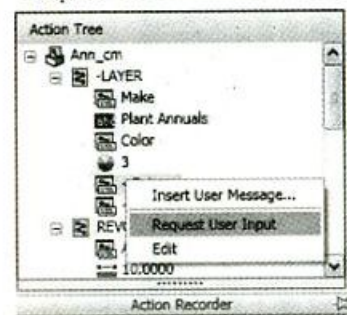 Action Tree
Ann_cm
-LAYER
Make
Plant Annuals
Color
3
Insert User Message...
Request User Input
Edit
10.0000
Action Recorder